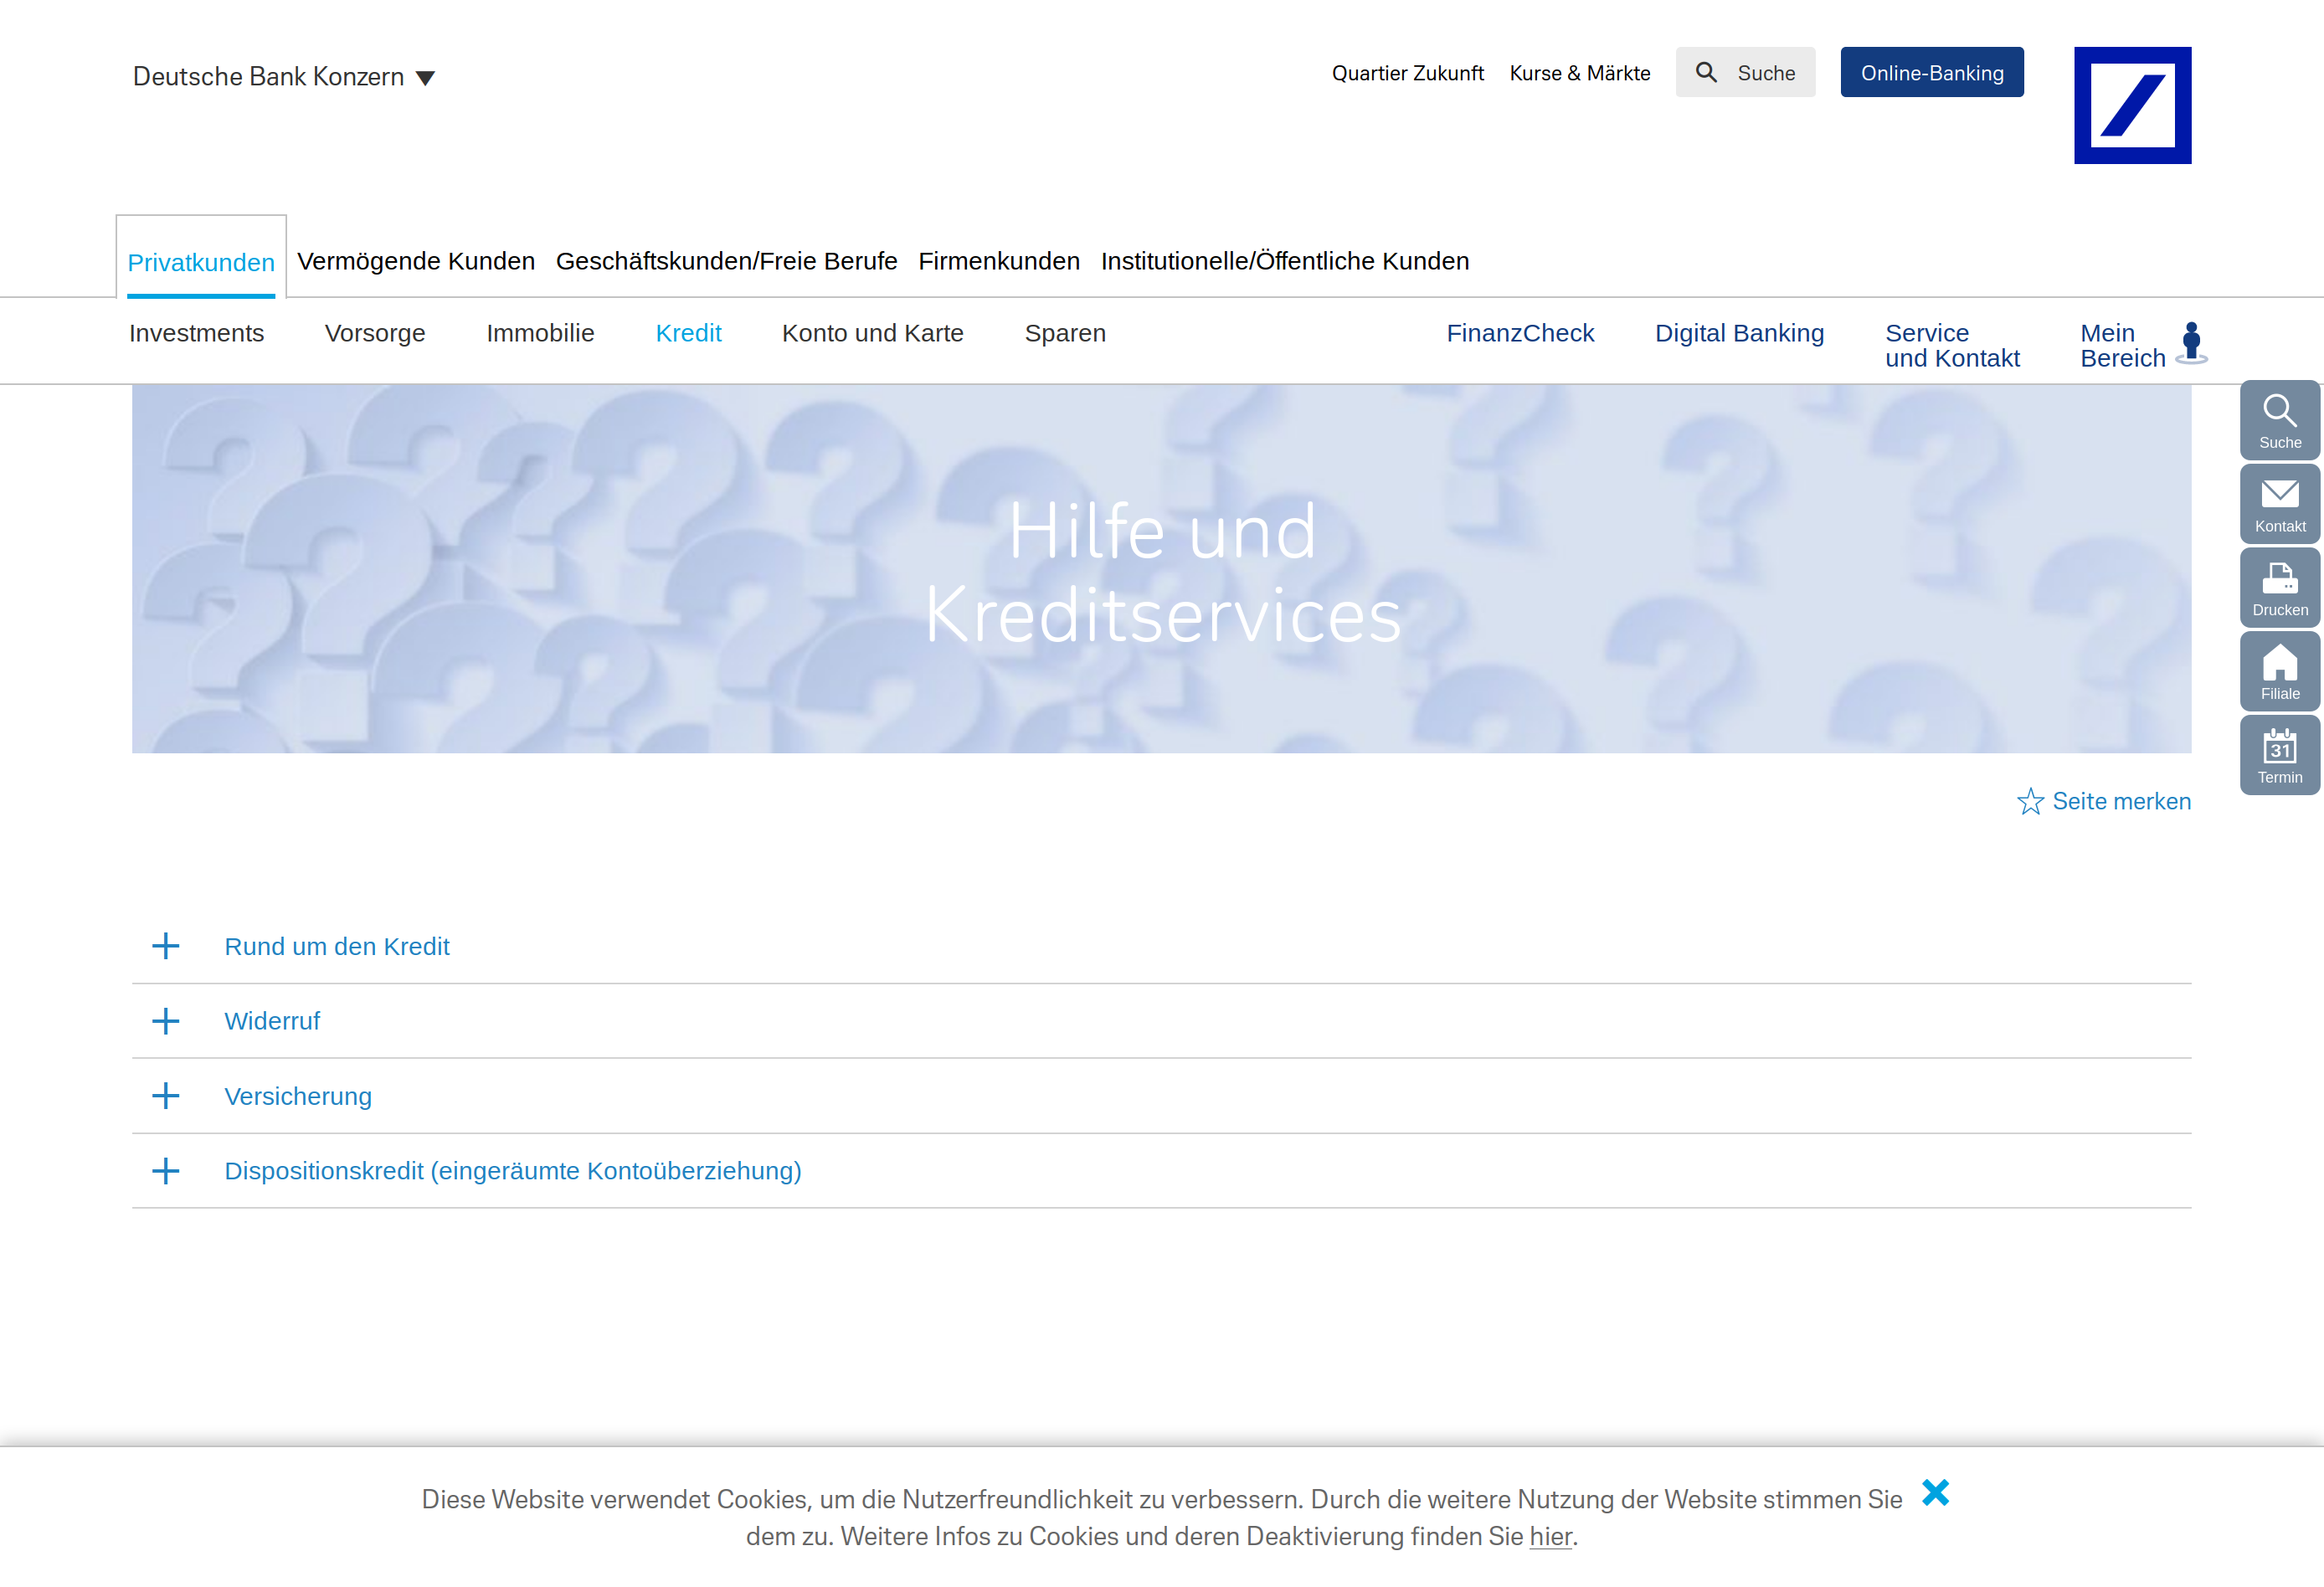 Deutsche Bank Konzern
Quartier Zukunft
Kurse & Märkte
Suche
Online-Banking
Privatkunden
Vermögende Kunden
Geschäftskunden/Freie Berufe
Firmenkunden
Institutionelle/Öffentliche Kunden
Investments
Vorsorge
Immobilie
Kredit
Konto und Karte
Sparen
FinanzCheck
Digital Banking
Service
und Kontakt
Mein
Bereich
Suche
Kontakt
Drucken
Filiale
31
Termin
Hilfe und
Kreditservices
Seite merken
Rund um den Kredit
Widerruf
Versicherung
Dispositionskredit (eingeräumte Kontoüberziehung)
Diese Website verwendet Cookies, um die Nutzerfreundlichkeit zu verbessern. Durch die weitere Nutzung der Website stimmen Sie
dem zu. Weitere Infos zu Cookies und deren Deaktivierung finden Sie hier.